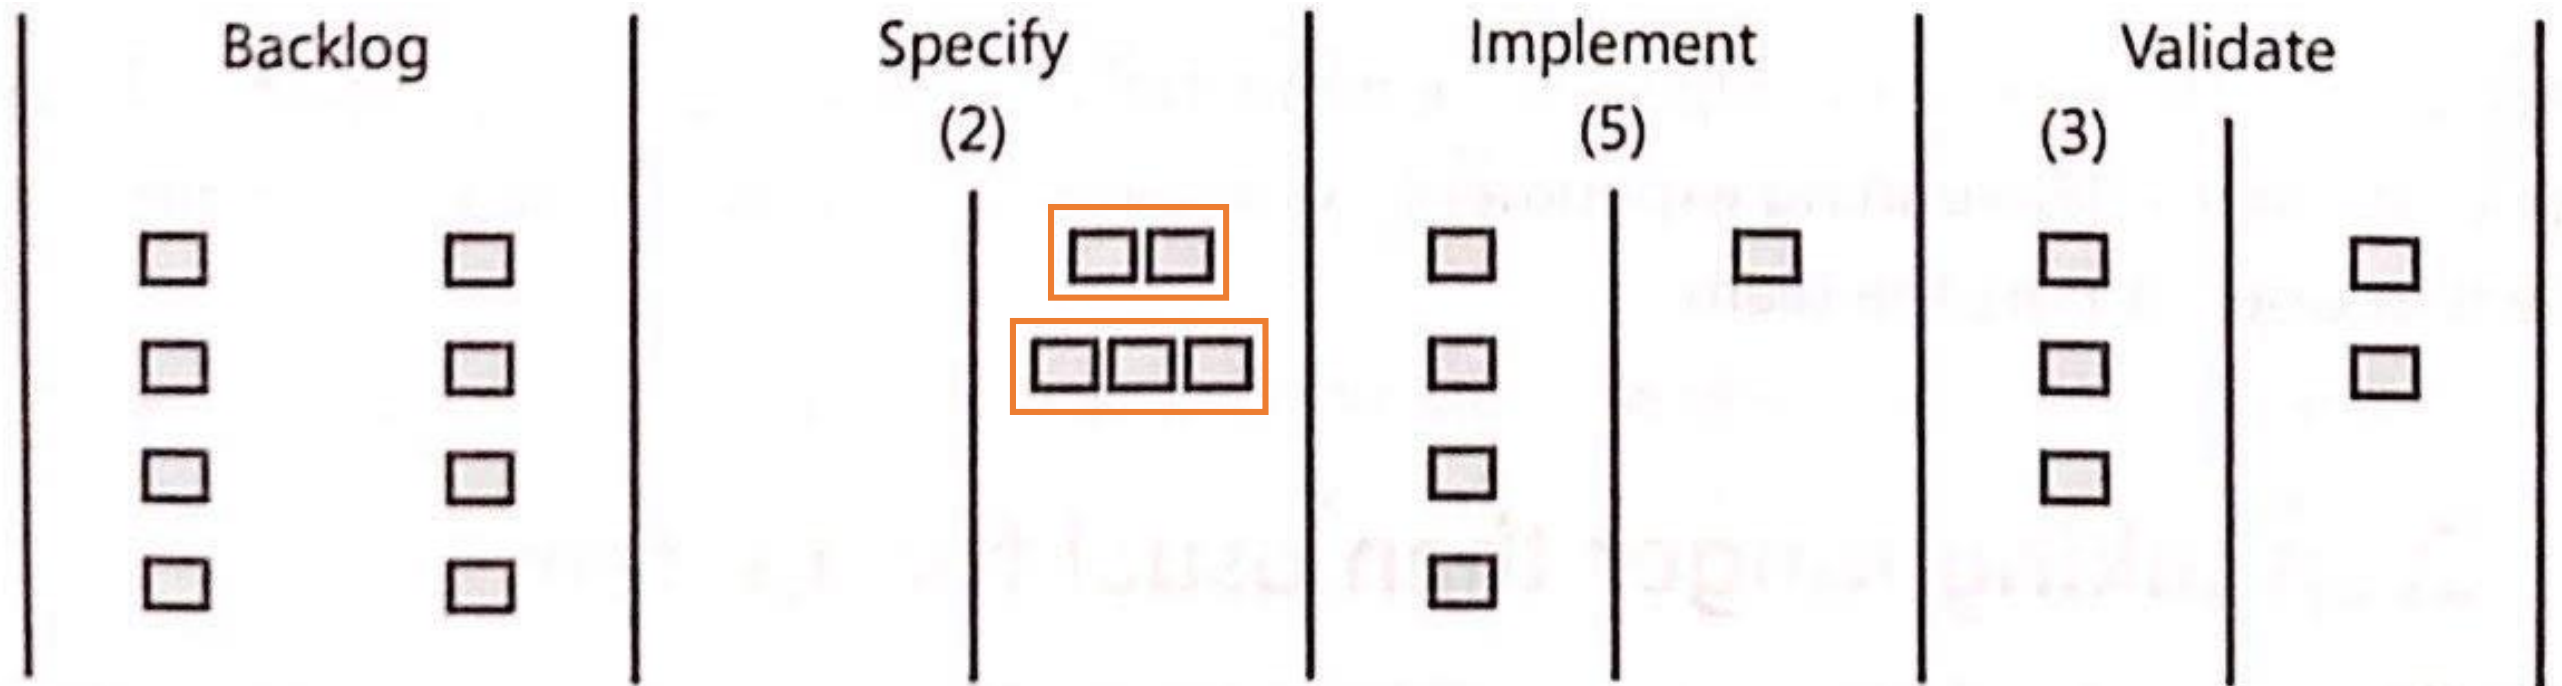 Backlog
Specify
(2)
Implement
(5)
Validate
(3)